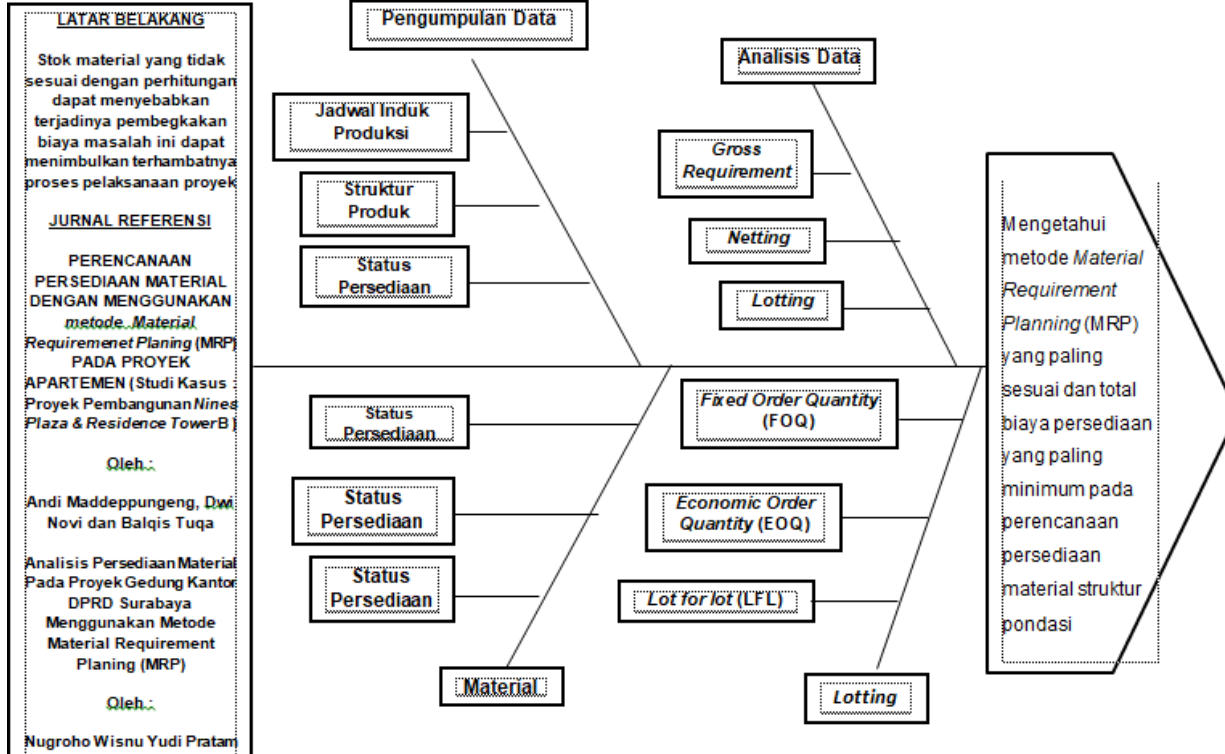 LATAR BELAKANG
Stok material yang tidak
sesuai dengan perhitungan
dapat menyebabkan
terjadinya pembegkakan
biaya masalah ini dapat
menimbulkan terhambatnya
proses pelaksanaan proyek
JURNAL REFERENSI
PERENCANAAN
PERSEDIAAN MATERIAL
DENGAN MENGGUNAKAN
metode Material
Requiremenet Planing (MRP)
PADA PROYEK
APARTEMEN (Studi Kasus :
Proyek Pembangunan Nines
Plaza & Residence Tower B)
Oleh :
Andi Maddeppungeng, Dwi
Novi dan Balqis Tuqa
Analisis Persediaan Material
Pada Proyek Gedung Kantor
DPRD Surabaya
Menggunakan Metode
Material Requirement
Planing (MRP)
Oleh :
Nugroho Wisnu Yudi Pratam
Pengumpulan Data
Jadwal Induk
Produksi
Struktur
Produk
Status
Persediaan
Analisis Data
Gross
Requirement
Netting
Lotting
Status
Persediaan
Status
Persediaan
Status
Persediaan
Material
Fixed Order Quantity
(FOQ)
Economic Order
Quantity (EOQ)
Lot for lot (LFL)
Lotting
Mengetahui
metode Material
Requirement
Planning (MRP)
yang paling
sesuai dan total
biaya persediaan
yang paling
minimum pada
perencanaan
persediaan
material struktur
pondasi